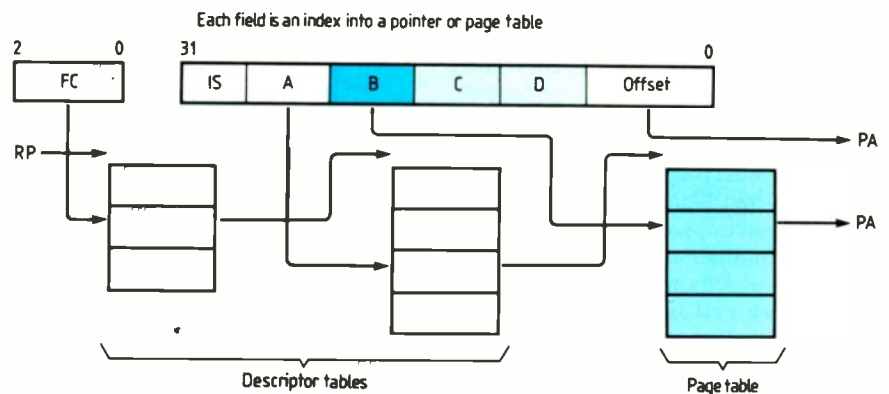 Each field is an index into a pointer or page table
2 0 31 0
FC IS A B C D Offset
RP
PA
PA
Descriptor tables
Page table